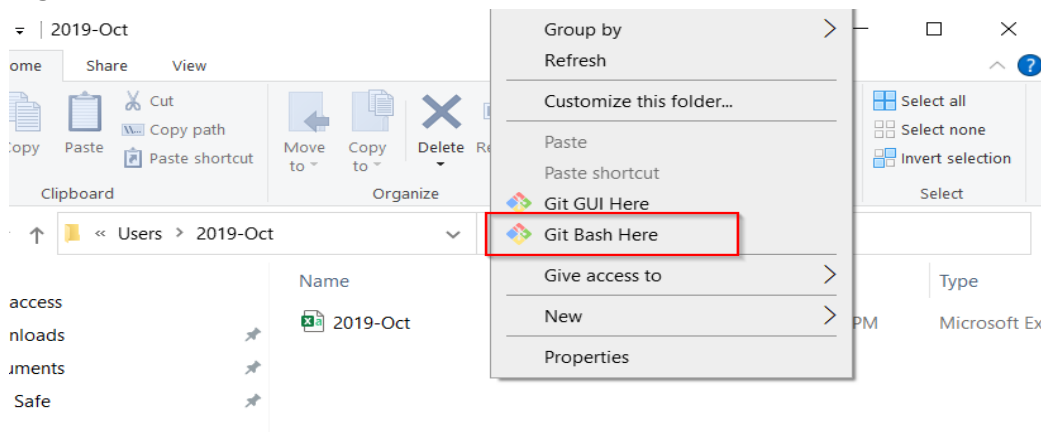 2019-Oct
ome Share View
Cut
Copy path
Paste shortcut
opy Paste
Clipboard
Move to
Copy to
Delete
Re
Organize
Select all
Select none
Invert selection
Select
Group by
Refresh
Customize this folder...
Paste
Paste shortcut
Git GUI Here
Git Bash Here
Give access to
New
Properties
« Users > 2019-Oct
Name
Type
access
nloads
uments
Safe
2019-Oct
PM
Microsoft Ex